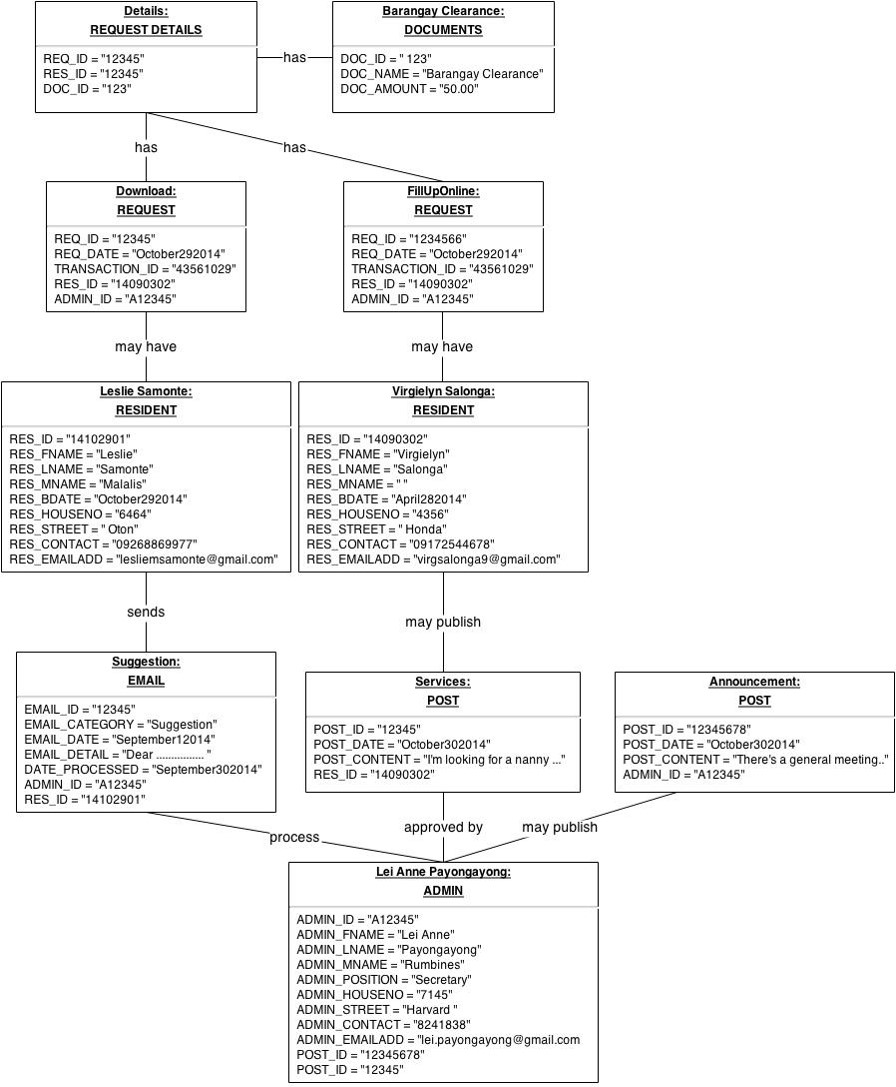 Details:
REQUEST DETAILS
REQ_ID = "12345"
RES_ID = "12345"
DOC_ID = "123"
has
Barangay Clearance:
DOCUMENTS
DOC_ID = " 123"
DOC_NAME = "Barangay Clearance"
DOC_AMOUNT = "50.00"
has
has
Download:
REQUEST
REQ_ID = "12345"
REQ_DATE = "October292014"
TRANSACTION_ID = "43561029"
RES_ID = "14090302"
ADMIN_ID = "A12345"
FillUpOnline:
REQUEST
REQ_ID = "1234566"
REQ_DATE = "October292014"
TRANSACTION_ID = "43561029"
RES_ID = "14090302"
ADMIN_ID = "A12345"
may have
may have
Leslie Samonte:
RESIDENT
RES_ID = "14102901"
RES_FNAME = "Leslie"
RES_LNAME = "Samonte"
RES_MNAME = "Malalis"
RES_BDATE = "October292014"
RES_HOUSENO = "6464"
RES_STREET = " Oton"
RES_CONTACT = "09268869977"
RES_EMAILADD = "lesliemsamonte@gmail.com"
Virgielyn Salonga:
RESIDENT
RES_ID = "14090302"
RES_FNAME = "Virgielyn"
RES_LNAME = "Salonga"
RES_MNAME = " "
RES_BDATE = "April282014"
RES_HOUSENO = "4356"
RES_STREET = " Honda"
RES_CONTACT = "09172544678"
RES_EMAILADD = "virgsalonga9@gmail.com"
sends
may publish
Suggestion:
EMAIL
EMAIL_ID = "12345"
EMAIL_CATEGORY = "Suggestion"
EMAIL_DATE = "September12014"
EMAIL_DETAIL = "Dear ................ "
DATE_PROCESSED = "September302014"
ADMIN_ID = "A12345"
RES_ID = "14102901"
Services:
POST
POST_ID = "12345"
POST_DATE = "October302014"
POST_CONTENT = "I'm looking for a nanny ..."
RES_ID = "14090302"
Announcement:
POST
POST_ID = "12345678"
POST_DATE = "October302014"
POST_CONTENT = "There's a general meeting.."
ADMIN_ID = "A12345"
process
approved by
may publish
Lei Anne Payongayong:
ADMIN
ADMIN_ID = "A12345"
ADMIN_FNAME = "Lei Anne"
ADMIN_LNAME = "Payongayong"
ADMIN_MNAME = "Rumbines"
ADMIN_POSITION = "Secretary"
ADMIN_HOUSENO = "7145"
ADMIN_STREET = "Harvard "
ADMIN_CONTACT = "8241838"
ADMIN_EMAILADD = "lei.payongayong@gmail.com
POST_ID = "12345678"
POST_ID = "12345"